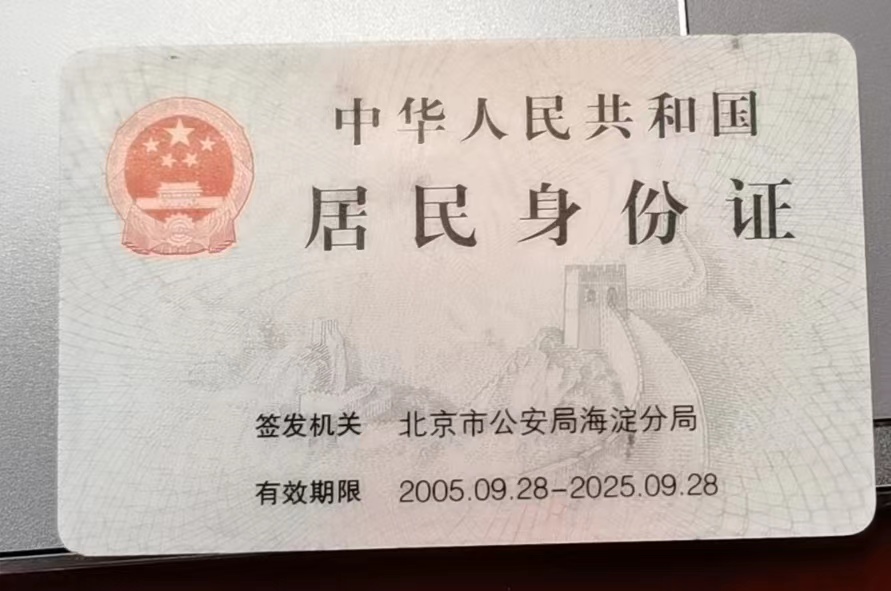 中华人民共和国
居民身份证
签发机关 北京市公安局海淀分局
有效期限 2005.09.28-2025.09.28